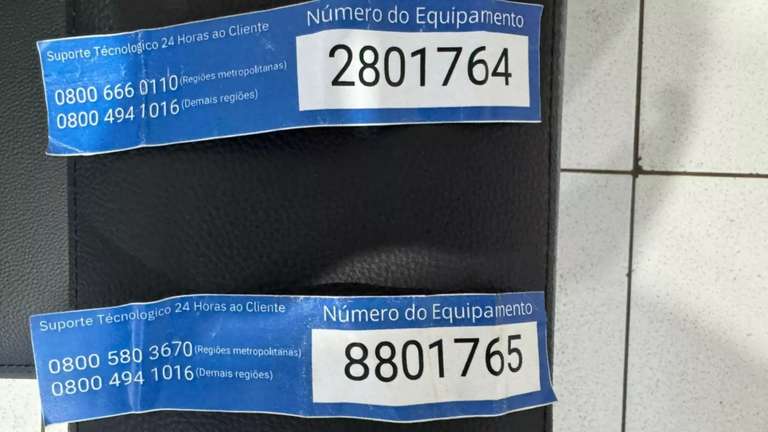 Suporte Técnologico 24 Horas ao Cliente
0800 666 0110 (Regiões metropolitanas)
0800 494 1016 (Demais regiões)
Número do Equipamento
2801764
Suporte Técnologico 24 Horas ao Cliente
0800 580 3670 (Regiões metropolitanas)
0800 494 1016 (Demais regiões)
Número do Equipamento
8801765